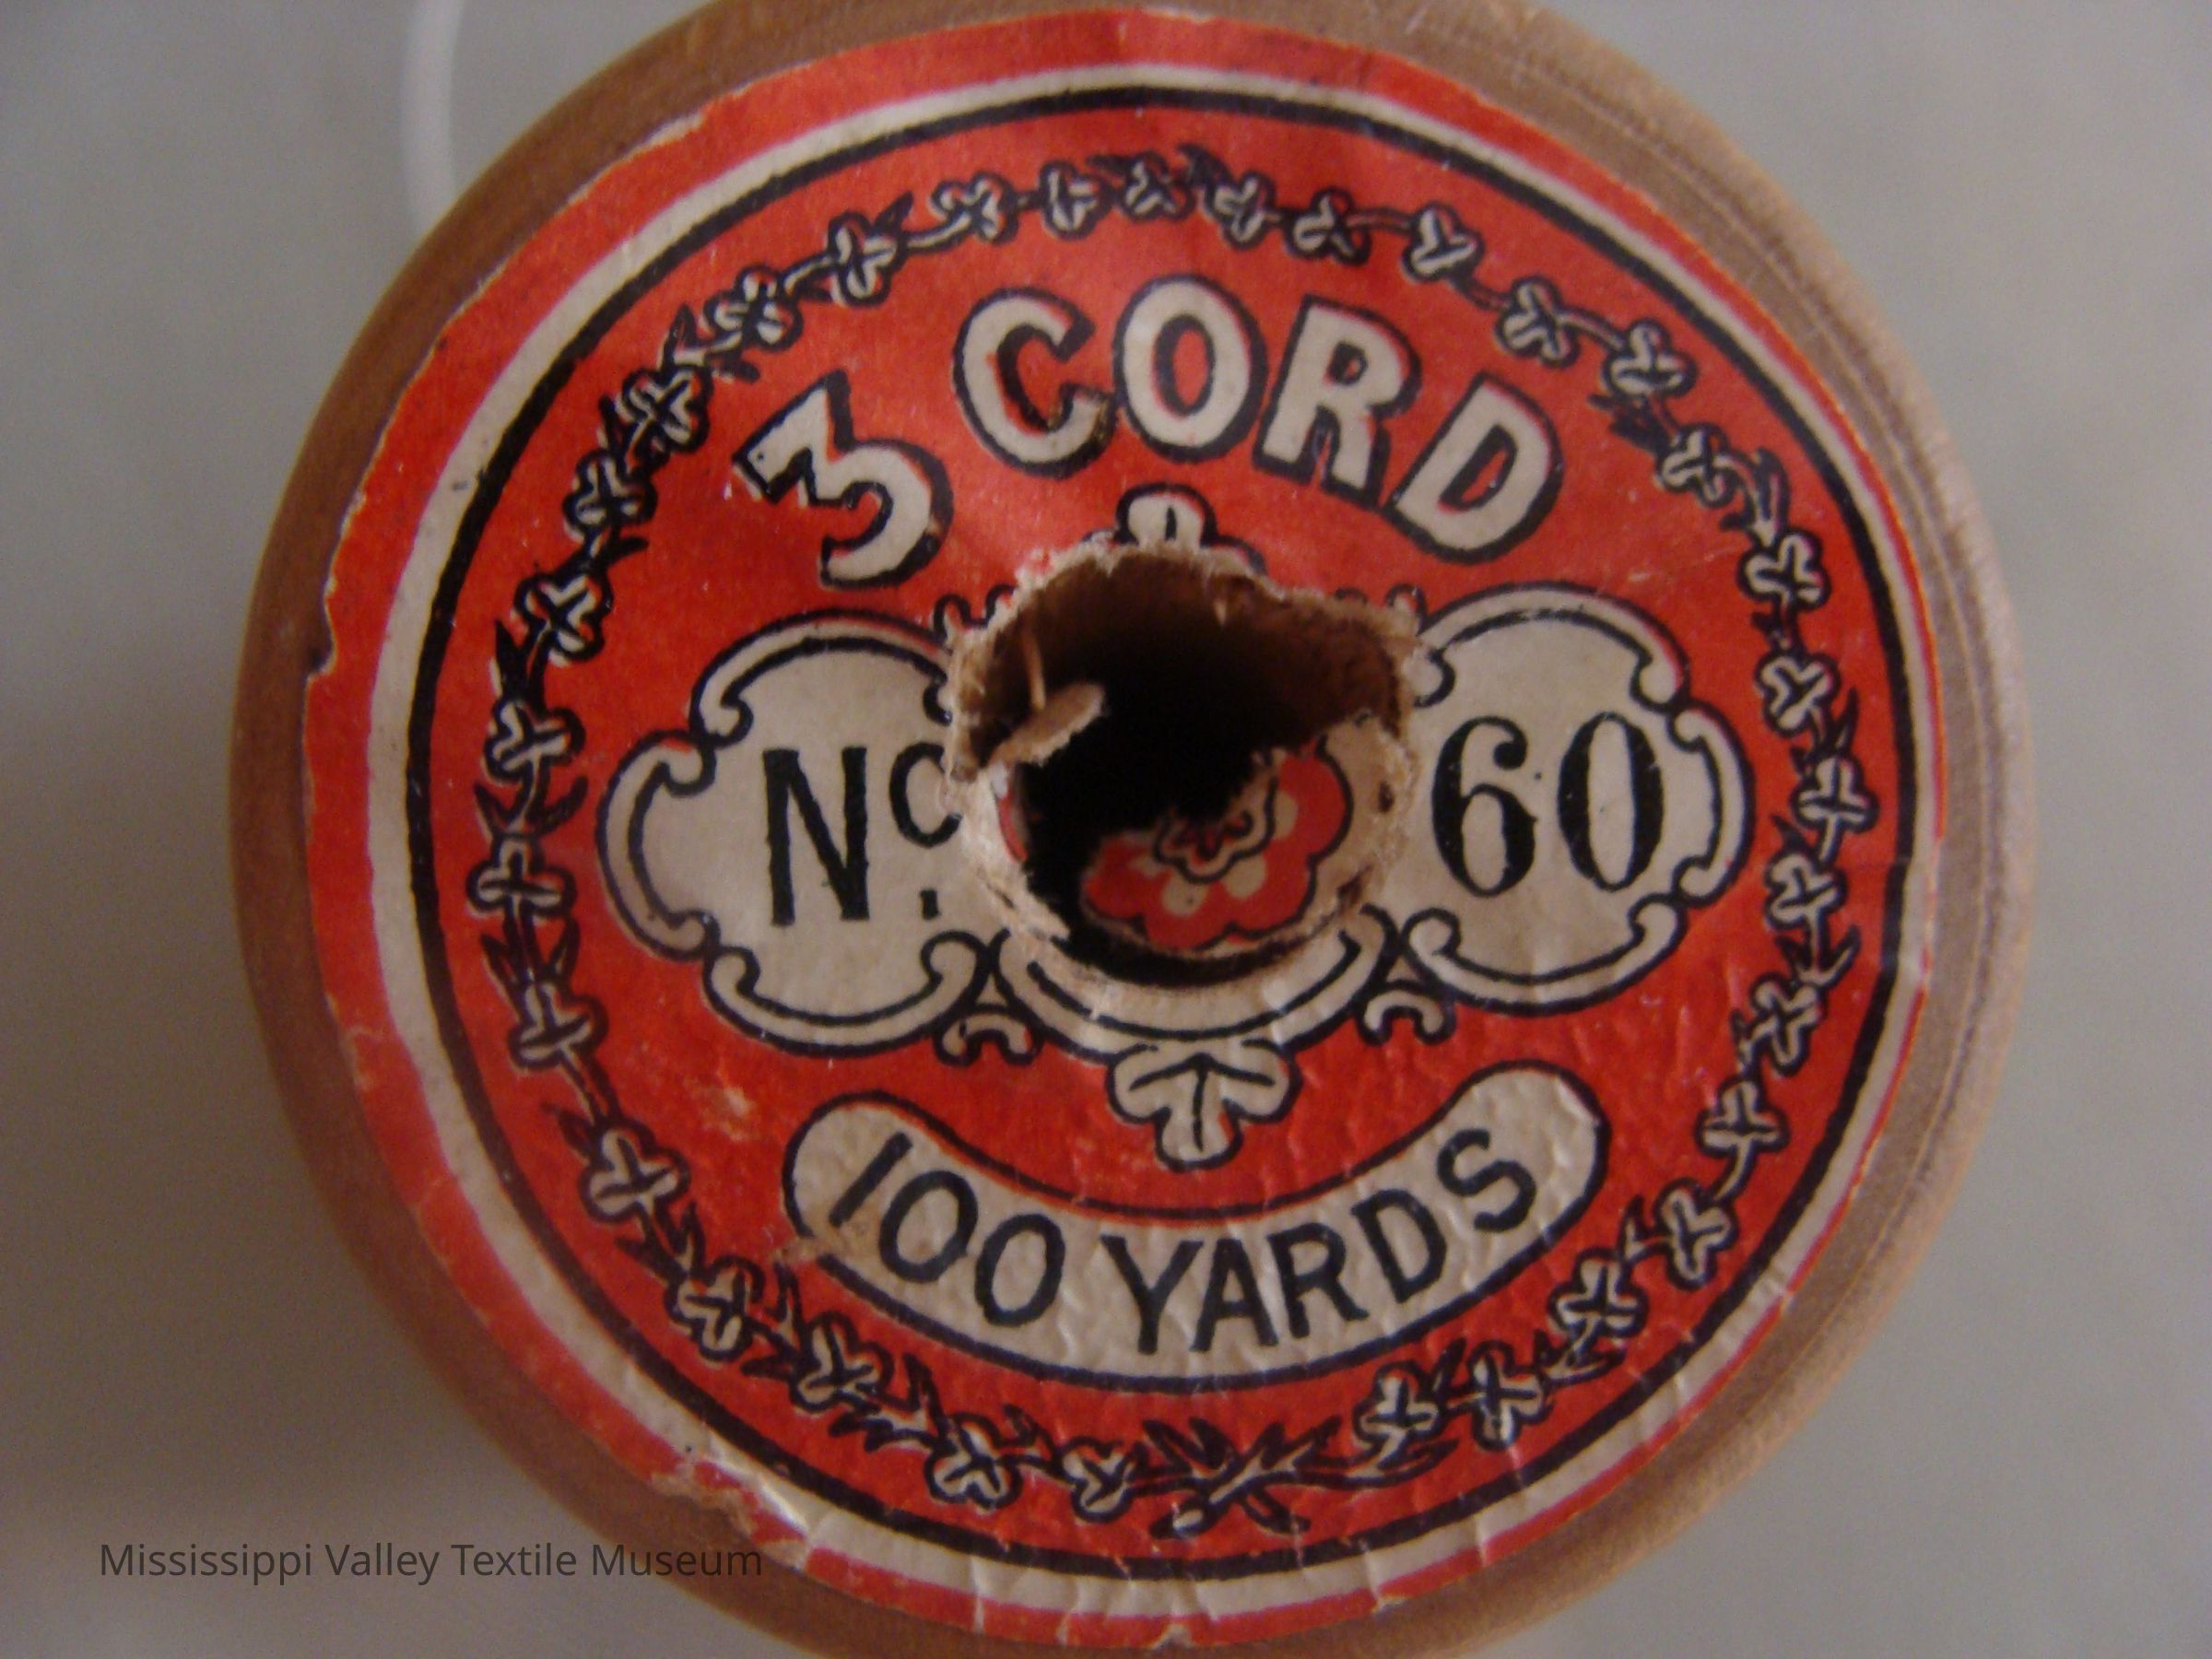 3 CORD
Nº. 60
100 YARDS
Mississippi Valley Textile Museum